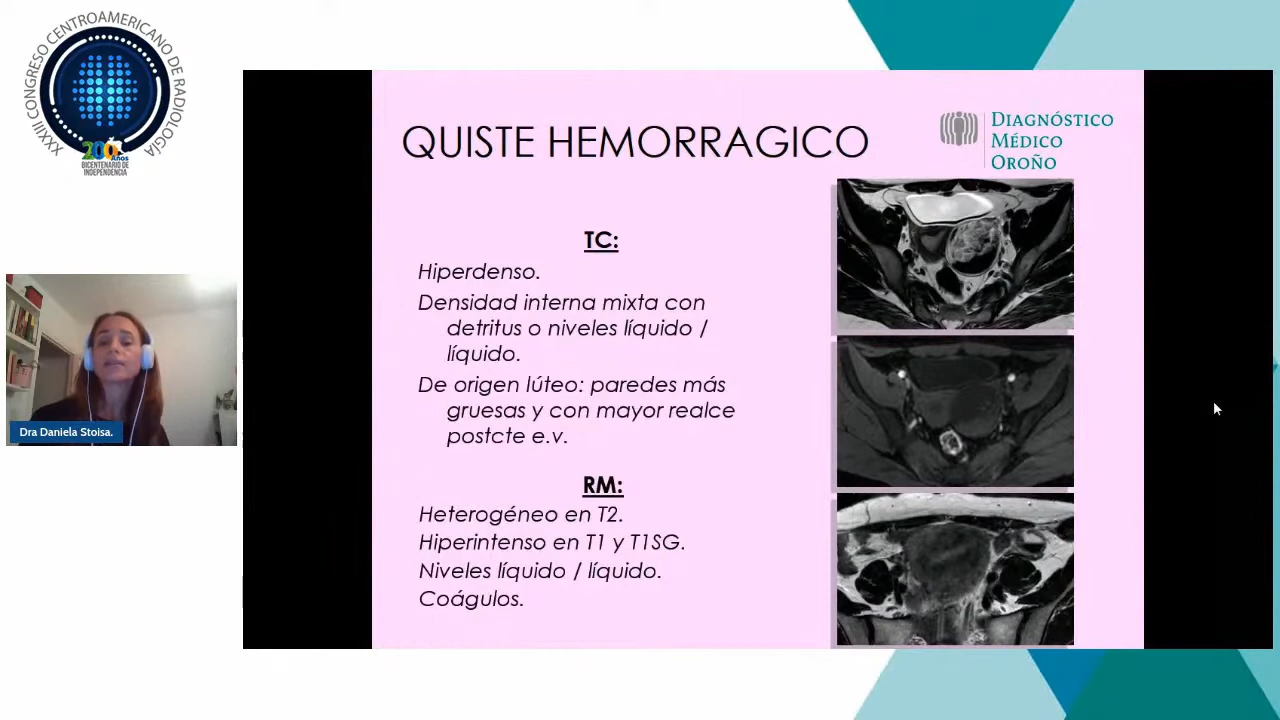 XXXIII CONGRESO CENTROAMERICANO DE RADIOLOGÍA
200 Años
BICENTENARIO DE
INDEPENDENCIA
Dra Daniela Stoisa.
QUISTE HEMORRAGICO
DIAGNÓSTICO
MÉDICO
OROÑO
TC:
Hiperdenso.
Densidad interna mixta con
detritus o niveles líquido /
líquido.
De origen lúteo: paredes más
gruesas y con mayor realce
postcte e.v.
RM:
Heterogéneo en T2.
Hiperintenso en T1 y T1SG.
Niveles líquido / líquido.
Coágulos.